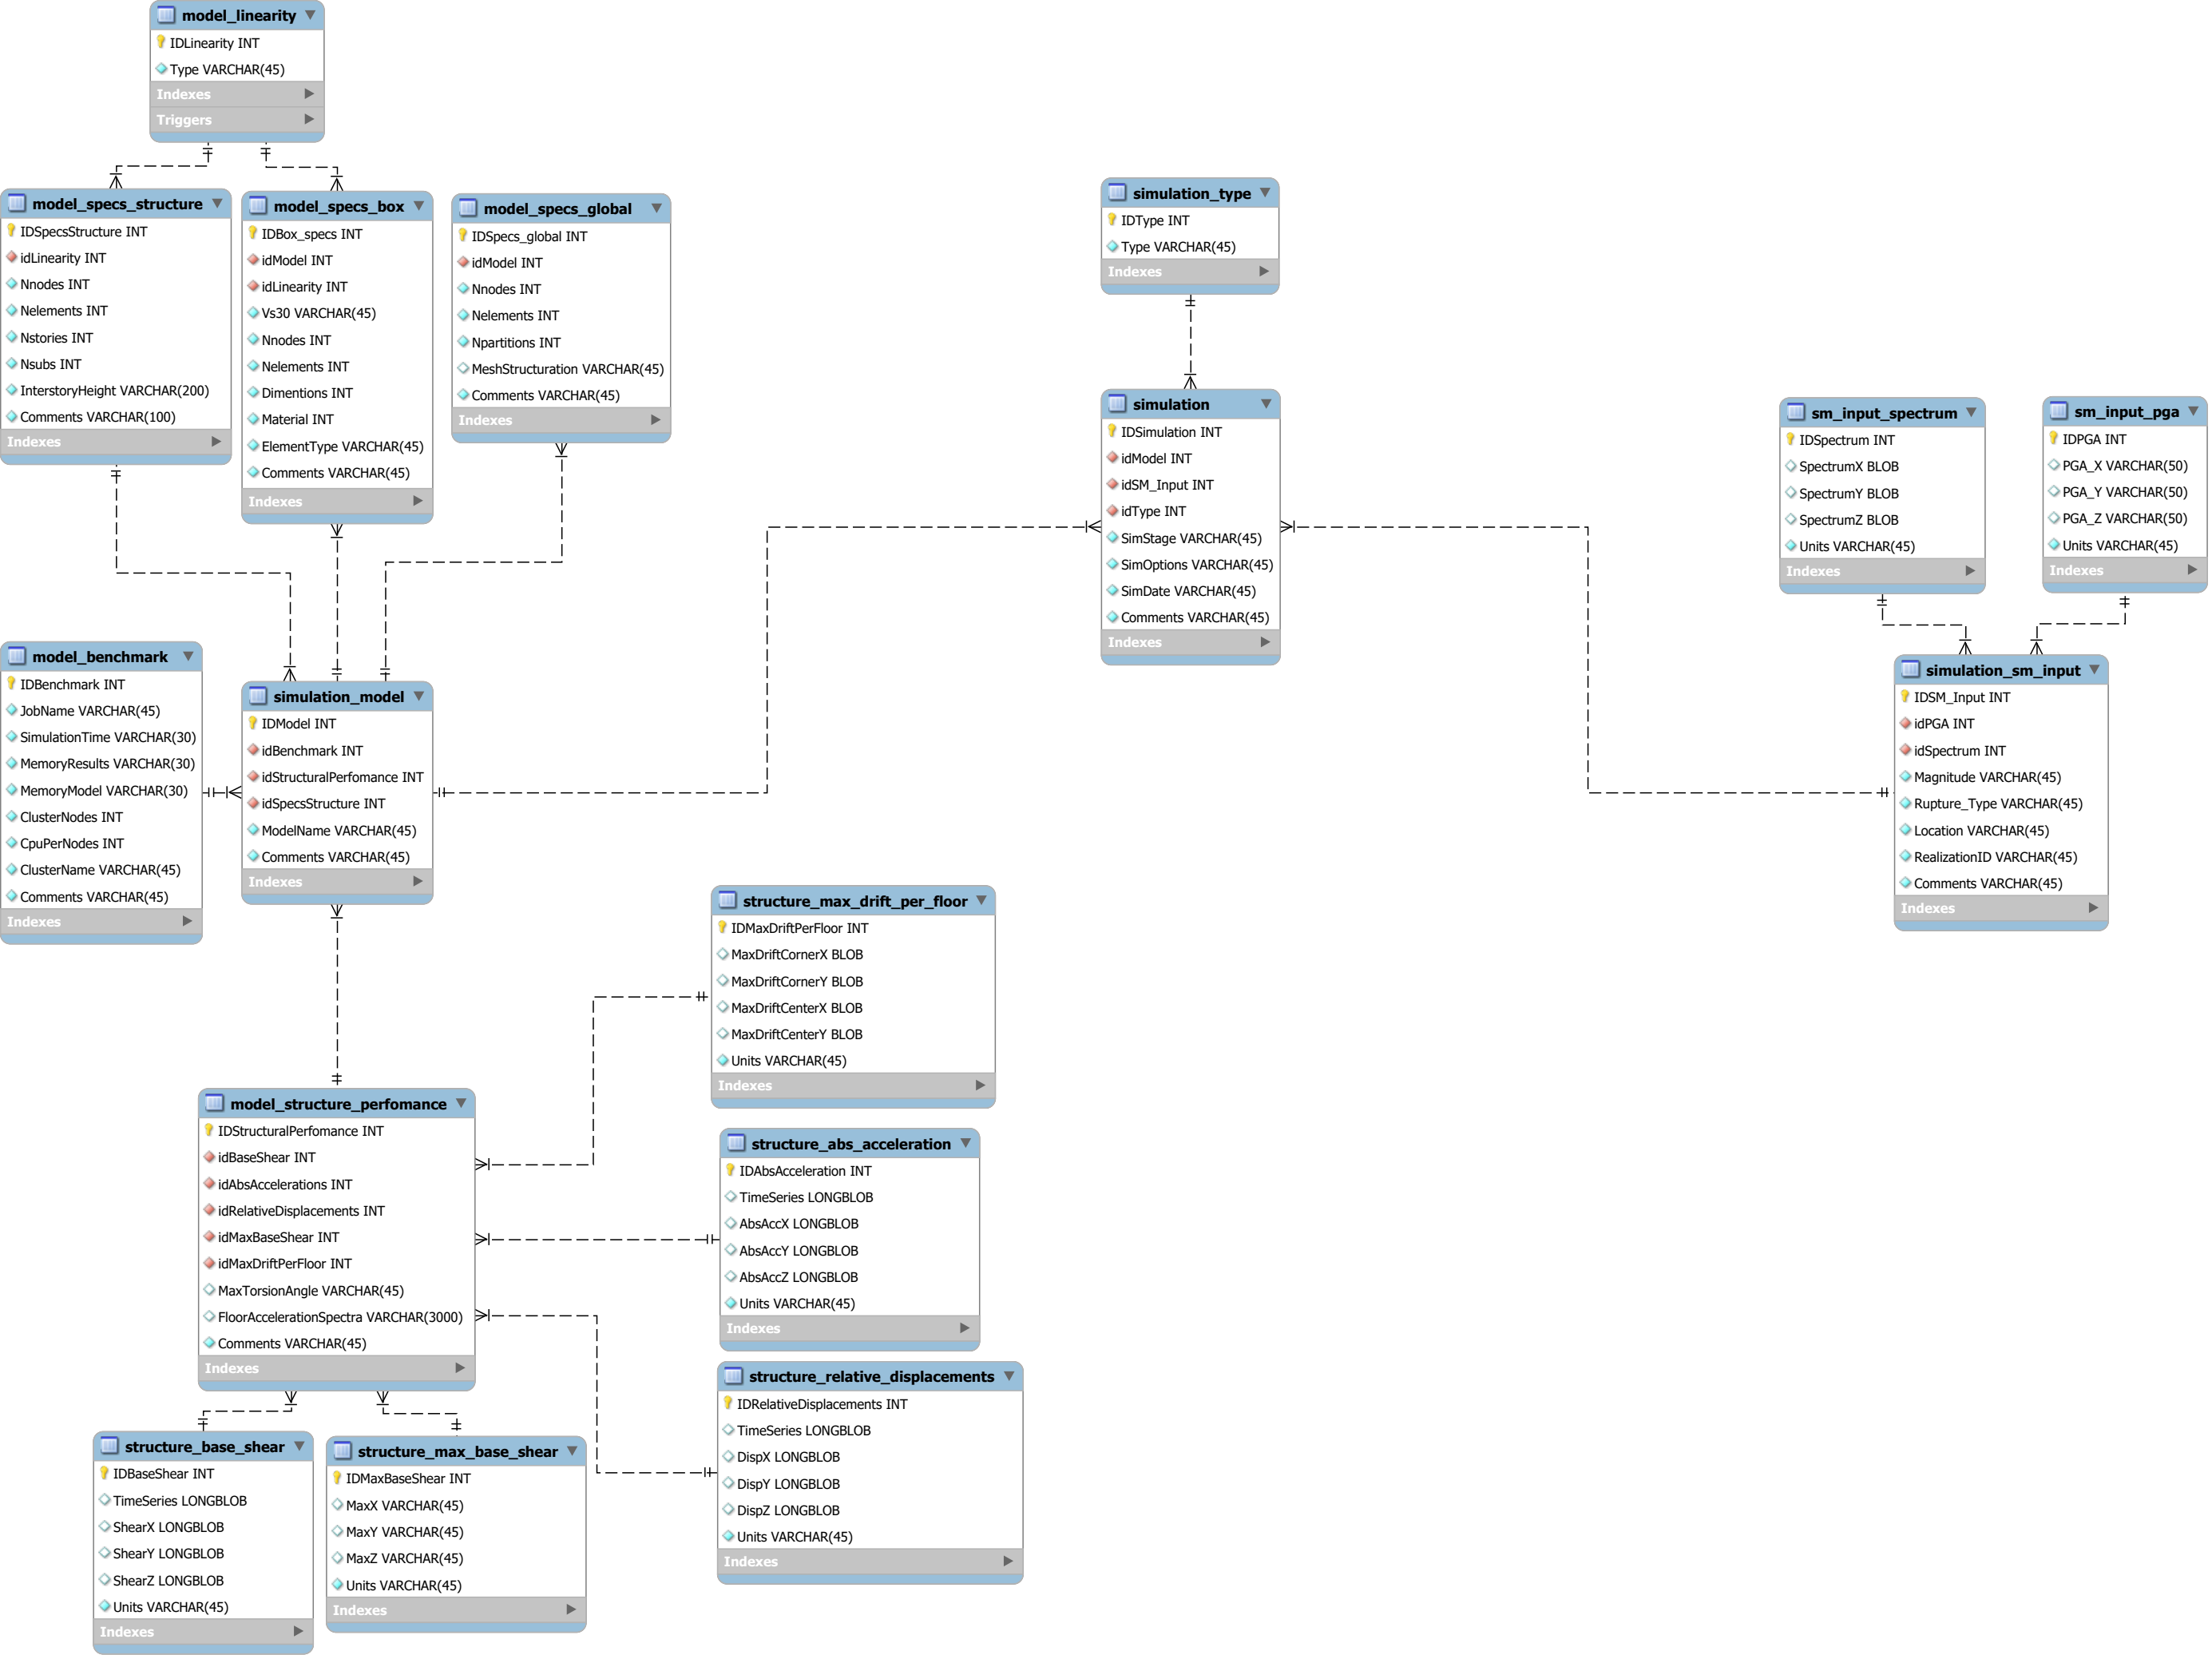 model_linearity
IDLinearity INT
Type VARCHAR(45)
Indexes
Triggers
model_specs_structure
IDSpecsStructure INT
idLinearity INT
Nnodes INT
Nelements INT
Nstories INT
Nsubs INT
InterstoryHeight VARCHAR(200)
Comments VARCHAR(100)
Indexes
model_specs_box
IDBox_specs INT
idModel INT
idLinearity INT
Vs30 VARCHAR(45)
Nnodes INT
Nelements INT
Dimentions INT
Material INT
ElementType VARCHAR(45)
Comments VARCHAR(45)
Indexes
model_specs_global
IDSpecs_global INT
idModel INT
Nnodes INT
Nelements INT
Npartitions INT
MeshStructuration VARCHAR(45)
Comments VARCHAR(45)
Indexes
simulation_type
IDType INT
Type VARCHAR(45)
Indexes
simulation
IDSimulation INT
idModel INT
idSM_Input INT
idType INT
SimStage VARCHAR(45)
SimOptions VARCHAR(45)
SimDate VARCHAR(45)
Comments VARCHAR(45)
Indexes
sm_input_spectrum
IDSpectrum INT
SpectrumX BLOB
SpectrumY BLOB
SpectrumZ BLOB
Units VARCHAR(45)
Indexes
sm_input_pga
IDPGA INT
PGA_X VARCHAR(50)
PGA_Y VARCHAR(50)
PGA_Z VARCHAR(50)
Units VARCHAR(45)
Indexes
model_benchmark
IDBenchmark INT
JobName VARCHAR(45)
SimulationTime VARCHAR(30)
MemoryResults VARCHAR(30)
MemoryModel VARCHAR(30)
ClusterNodes INT
CpuPerNodes INT
ClusterName VARCHAR(45)
Comments VARCHAR(45)
Indexes
simulation_model
IDModel INT
idBenchmark INT
idStructuralPerfomance INT
idSpecsStructure INT
ModelName VARCHAR(45)
Comments VARCHAR(45)
Indexes
simulation_sm_input
IDSM_Input INT
idPGA INT
idSpectrum INT
Magnitude VARCHAR(45)
Rupture_Type VARCHAR(45)
Location VARCHAR(45)
RealizationID VARCHAR(45)
Comments VARCHAR(45)
Indexes
structure_max_drift_per_floor
IDMaxDriftPerFloor INT
MaxDriftCornerX BLOB
MaxDriftCornerY BLOB
MaxDriftCenterX BLOB
MaxDriftCenterY BLOB
Units VARCHAR(45)
Indexes
model_structure_perfomance
IDStructuralPerfomance INT
idBaseShear INT
idAbsAccelerations INT
idRelativeDisplacements INT
idMaxBaseShear INT
idMaxDriftPerFloor INT
MaxTorsionAngle VARCHAR(45)
FloorAccelerationSpectra VARCHAR(3000)
Comments VARCHAR(45)
Indexes
structure_abs_acceleration
IDAbsAcceleration INT
TimeSeries LONGBLOB
AbsAccX LONGBLOB
AbsAccY LONGBLOB
AbsAccZ LONGBLOB
Units VARCHAR(45)
Indexes
structure_relative_displacements
IDRelativeDisplacements INT
TimeSeries LONGBLOB
DispX LONGBLOB
DispY LONGBLOB
DispZ LONGBLOB
Units VARCHAR(45)
Indexes
structure_base_shear
IDBaseShear INT
TimeSeries LONGBLOB
ShearX LONGBLOB
ShearY LONGBLOB
ShearZ LONGBLOB
Units VARCHAR(45)
Indexes
structure_max_base_shear
IDMaxBaseShear INT
MaxX VARCHAR(45)
MaxY VARCHAR(45)
MaxZ VARCHAR(45)
Units VARCHAR(45)
Indexes